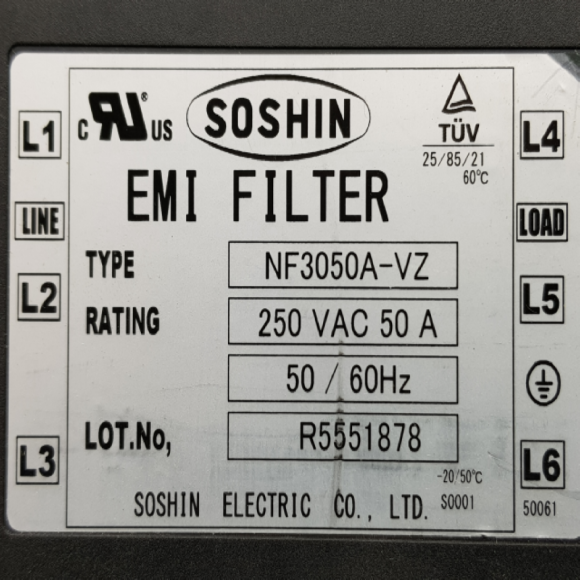 L1
c RU® US
SOSHIN
TÜV
25/85/21
60℃
L4
EMI FILTER
LINE
LOAD
TYPE NF3050A-VZ
L2
RATING 250 VAC 50 A
L5
50 / 60Hz
LOT.No, R5551878
L3
L6
-20/50℃
SOSHIN ELECTRIC CO., LTD. S0001
50061